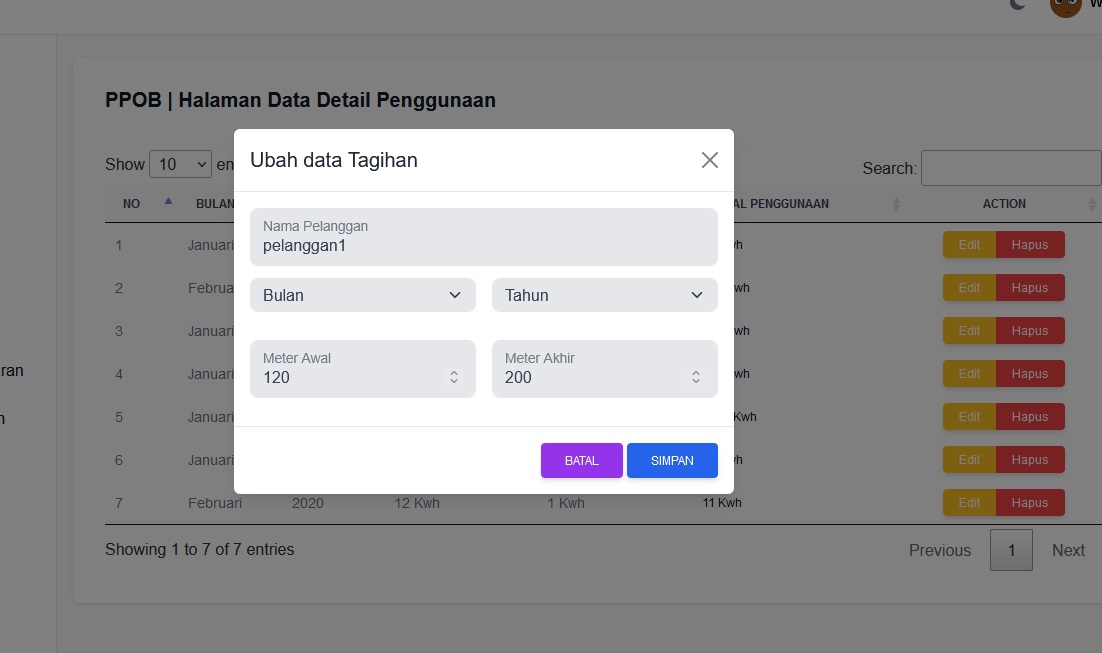 W
PPOB | Halaman Data Detail Penggunaan
Show 10 en
Search:
Ubah data Tagihan
NO BULAN AL PENGGUNAAN ACTION
Nama Pelanggan
pelanggan1
1 Januari wh Edit Hapus
2 Februa wh Edit Hapus
Bulan Tahun
3 Januari wh Edit Hapus
Meter Awal Meter Akhir
120 200
ran
4 Januari wh Edit Hapus
n
5 Januari Kwh Edit Hapus
6 Januari wh Edit Hapus
BATAL SIMPAN
7 Februari 2020 12 Kwh 1 Kwh 11 Kwh Edit Hapus
Showing 1 to 7 of 7 entries
Previous 1 Next